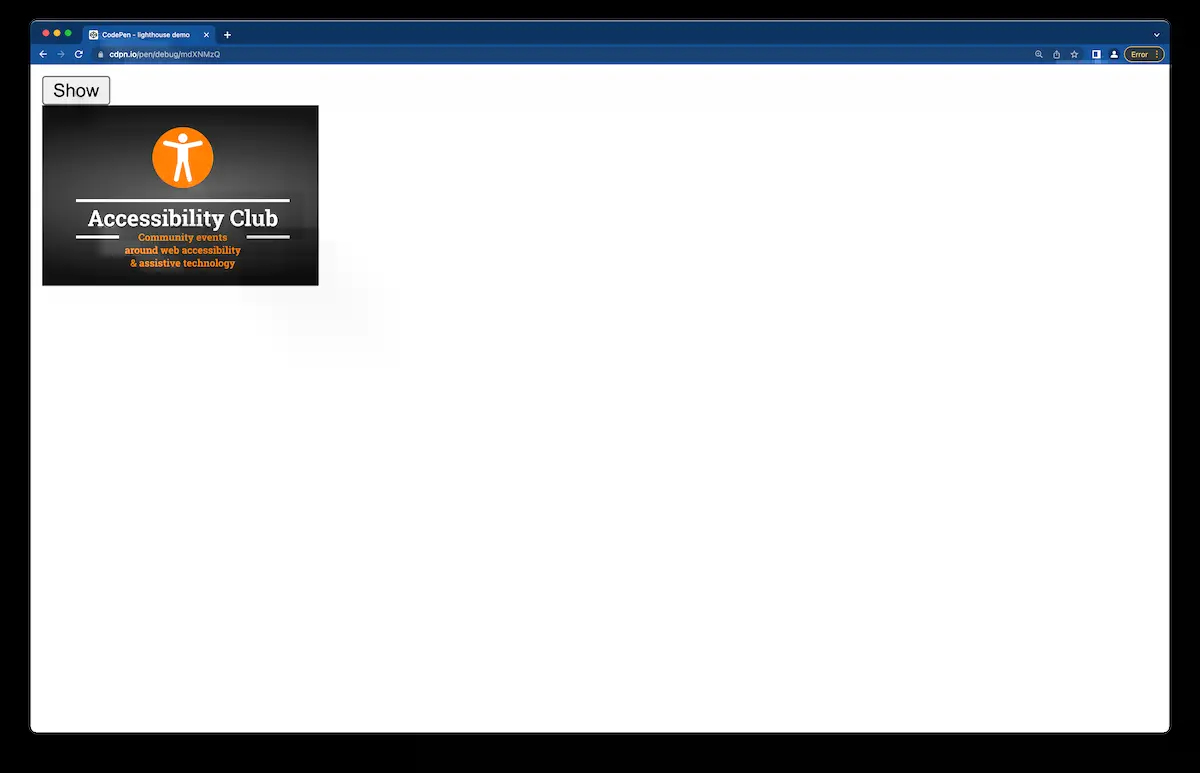 CodePen - lighthouse demo
cdpn.io/pen/debug/mdXNMzQ
Error
Show
Accessibility Club
Community events
around web accessibility
& assistive technology